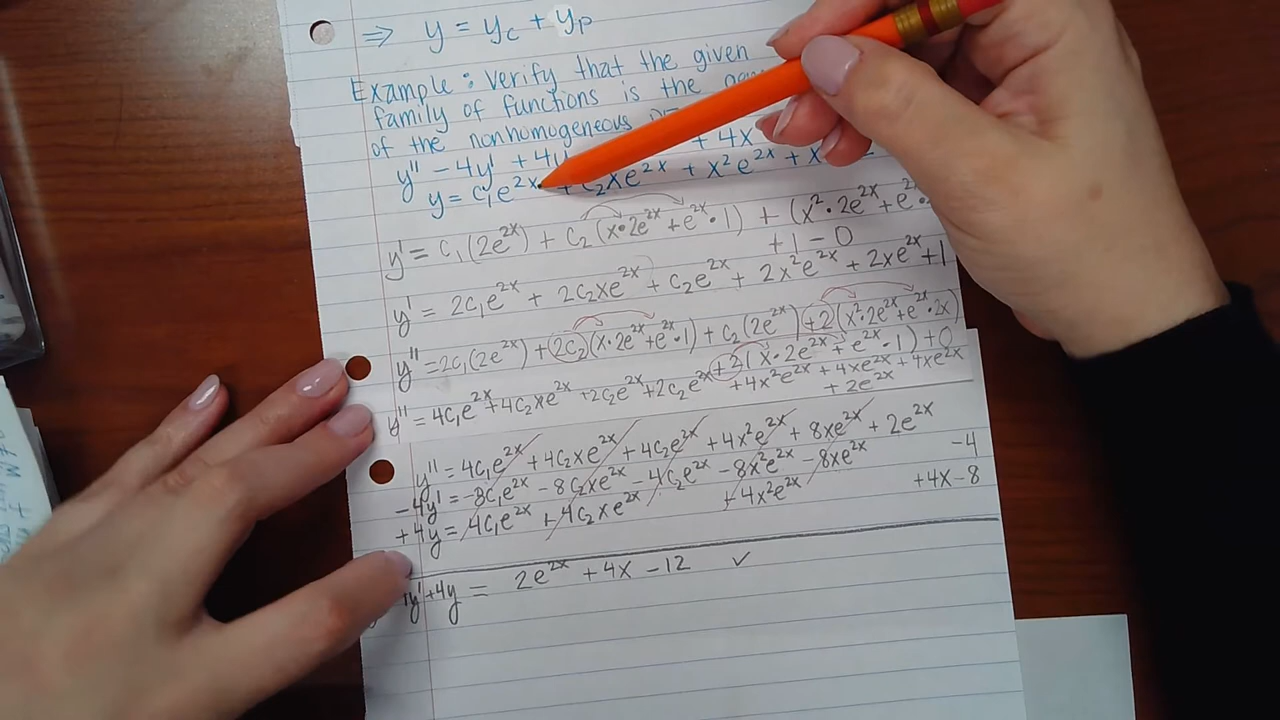 ⇒ y = y_c + y_p
Example: Verify that the given
family of functions is the
of the nonhomogeneous
y'' - 4y' + 4y + 4x
y = c₁e^(2x) + c₂xe^(2x) + x²e^(2x) + x
y' = c₁(2e^(2x)) + c₂(x·2e^(2x) + e^(2x)·1) + (x²·2e^(2x) + e^(2x)·
+1 - 0
y' = 2c₁e^(2x) + 2c₂xe^(2x) + c₂e^(2x) + 2x²e^(2x) + 2xe^(2x) + 1
y'' = 2c₁(2e^(2x)) + 2c₂(x·2e^(2x) + e^(2x)·1) + c₂(2e^(2x)) + 2(x²·2e^(2x) + e^(2x)·2x)
+2(x·2e^(2x) + e^(2x)·1) + 0
y'' = 4c₁e^(2x) + 4c₂xe^(2x) + 2c₂e^(2x) + 2c₂e^(2x) + 4x²e^(2x) + 4xe^(2x) + 4xe^(2x)
+ 2e^(2x)
y'' = 4c₁e^(2x) + 4c₂xe^(2x) + 4c₂e^(2x) + 4x²e^(2x) + 8xe^(2x) + 2e^(2x)
-4y' = -8c₁e^(2x) - 8c₂xe^(2x) - 4c₂e^(2x) - 8x²e^(2x) - 8xe^(2x) -4
+4y = 4c₁e^(2x) + 4c₂xe^(2x) + 4x²e^(2x) +4x-8
y'+4y = 2e^(2x) + 4x - 12 ✓